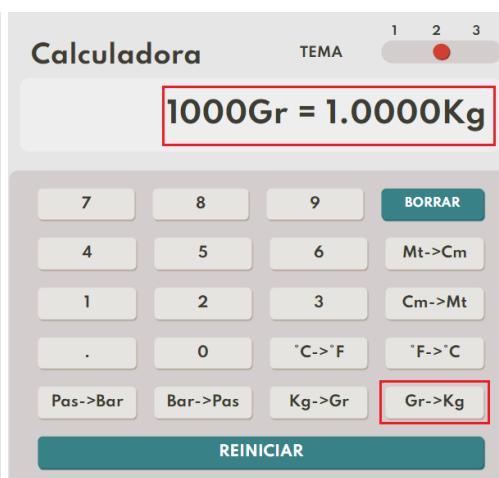 1 2 3
Calculadora TEMA
1000Gr = 1.0000Kg
7 8 9 BORRAR
4 5 6 Mt->Cm
1 2 3 Cm->Mt
. 0 °C->°F °F->°C
Pas->Bar Bar->Pas Kg->Gr Gr->Kg
REINICIAR